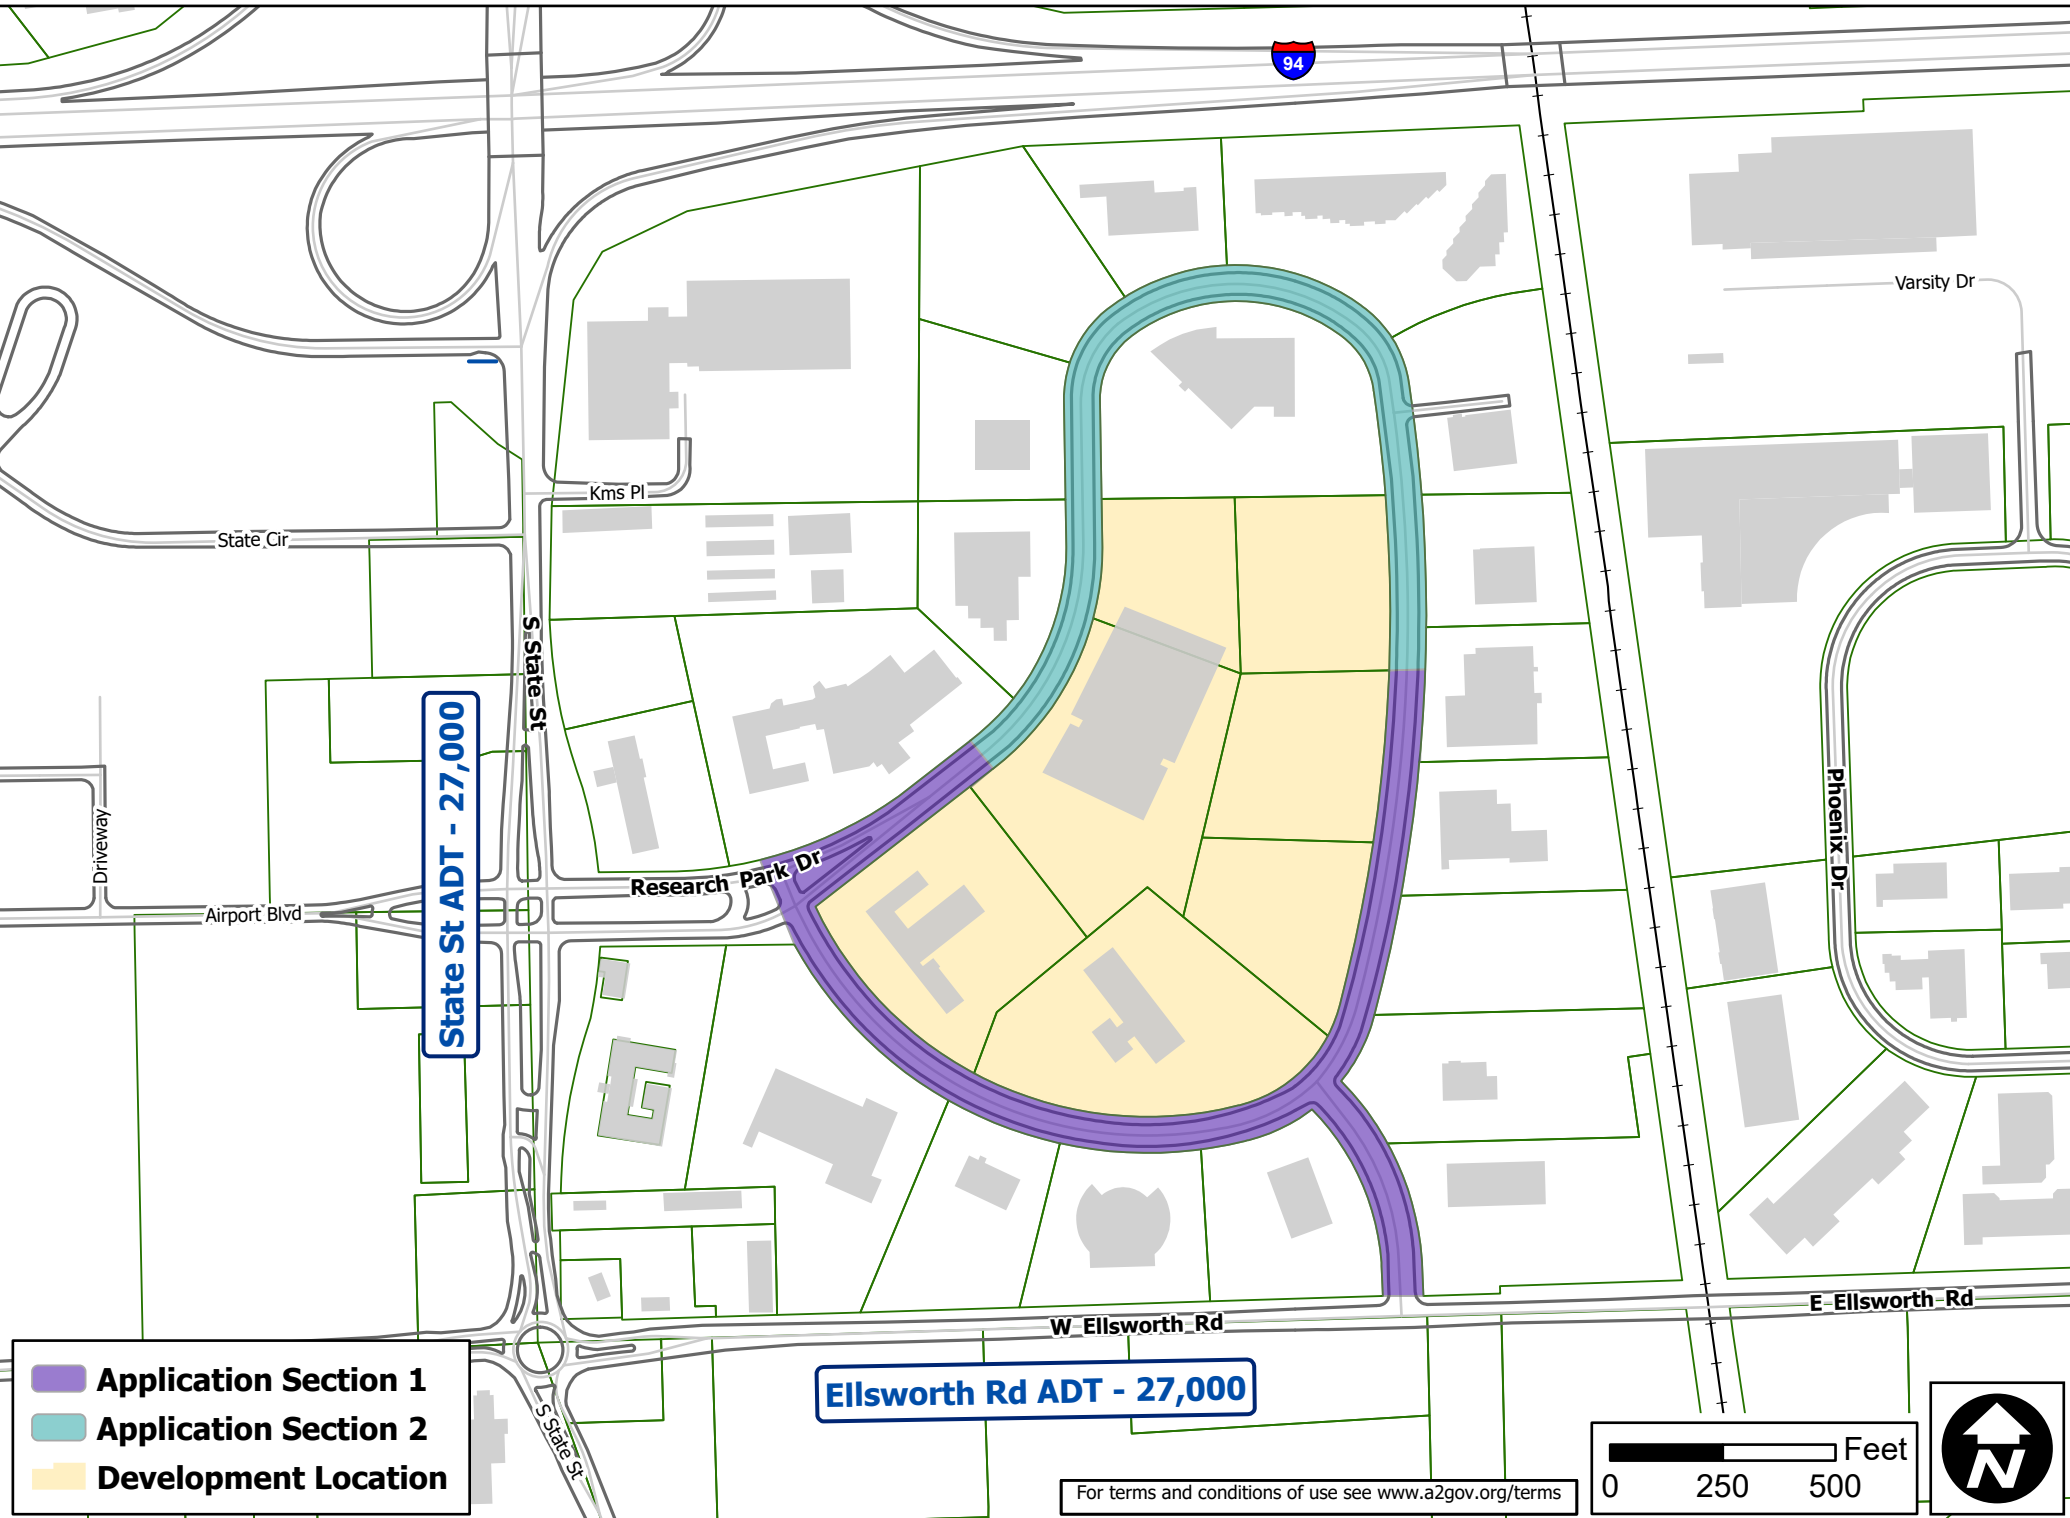 94
Varsity Dr
Kms Pl
State Cir
S State St
State St ADT - 27,000
Phoenix Dr
Driveway
Research Park Dr
Airport Blvd
E Ellsworth Rd
W Ellsworth Rd
Ellsworth Rd ADT - 27,000
S State St
Application Section 1
Application Section 2
Development Location
For terms and conditions of use see www.a2gov.org/terms
Feet
0 250 500
N